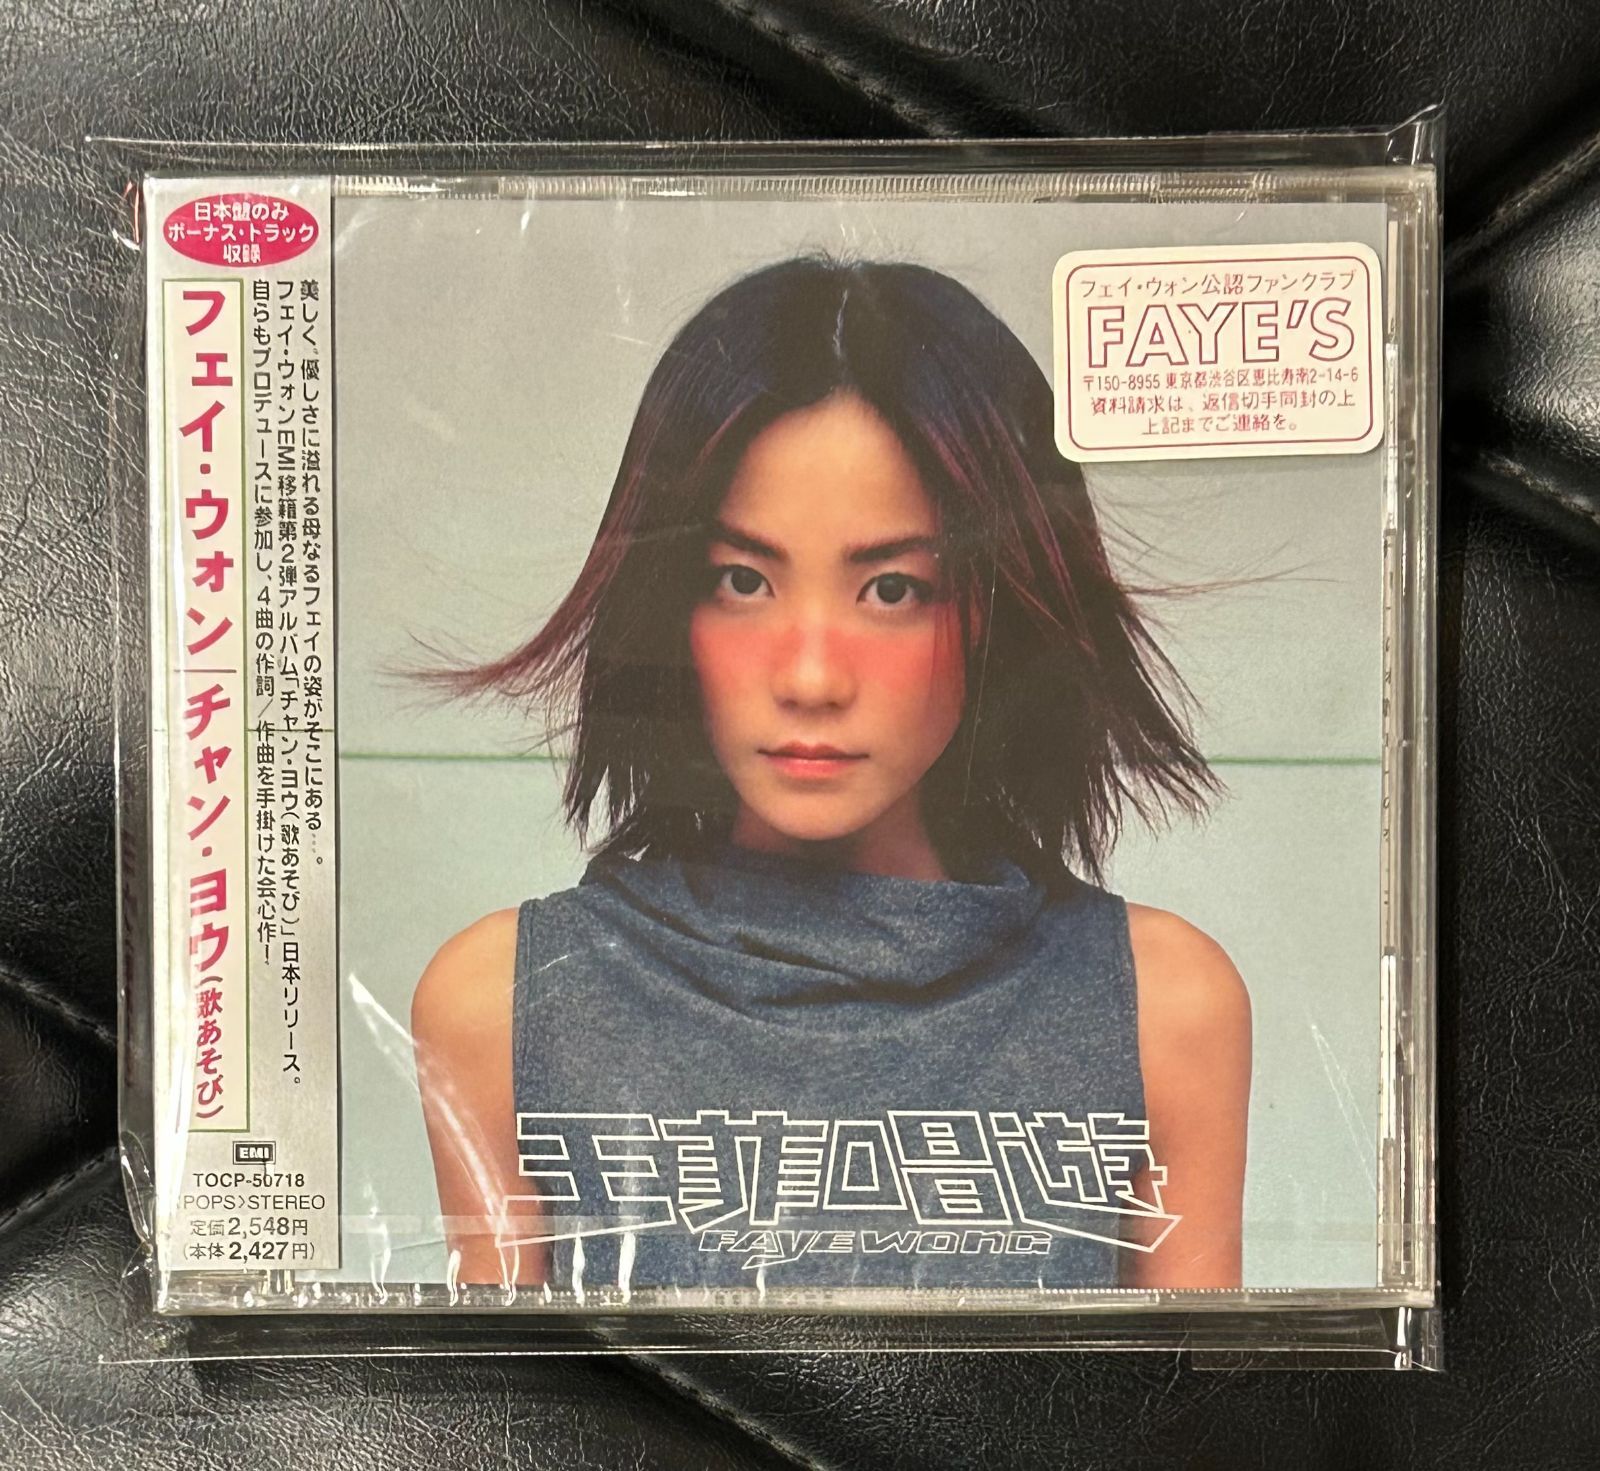 日本盤のみ
ボーナス・トラック
収録
フェイ・ウォン│チャン・ヨウ(歌あそび)
美しく、優しさに溢れる母なるフェイの姿がそこにある…。
フェイ・ウォンEMI移籍第2弾アルバム「チャン・ヨウ(歌あそび)」日本リリース。
自らもプロデュースに参加し、4曲の作詞/作曲を手掛けた会心作!
EMI
TOCP-50718
〈POPS〉STEREO
定価2,548円
(本体2,427円)
フェイ・ウォン公認ファンクラブ
FAYE'S
〒150-8955 東京都渋谷区恵比寿南2-14-6
資料請求は、返信切手同封の上
上記までご連絡を。
王菲唱遊
FAYE WONG